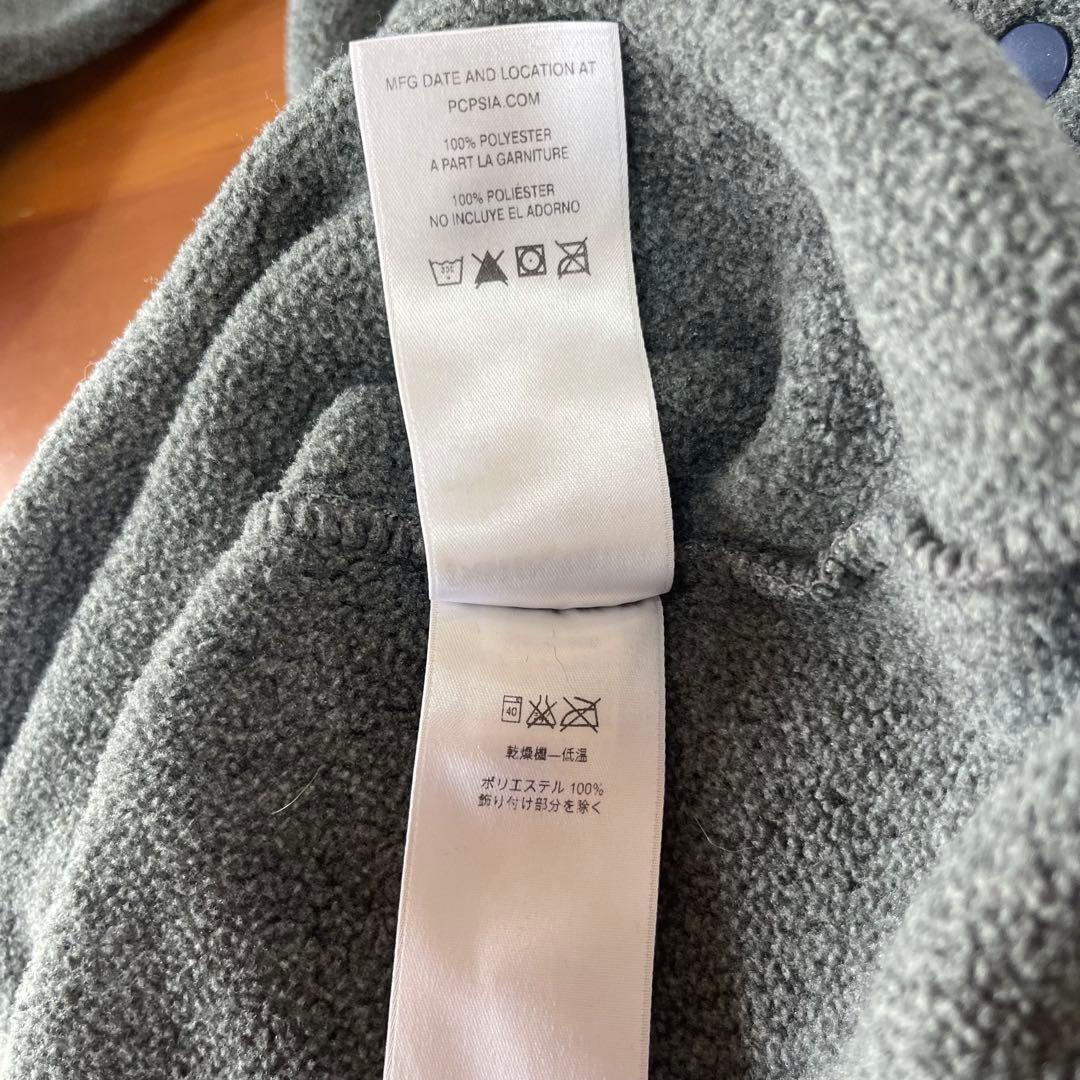 MFG DATE AND LOCATION AT
PCPSIA.COM
100% POLYESTER
A PART LA GARNITURE
100% POLIÉSTER
NO INCLUYE EL ADORNO
40
乾燥機—低温
ポリエステル 100%
飾り付け部分を除く